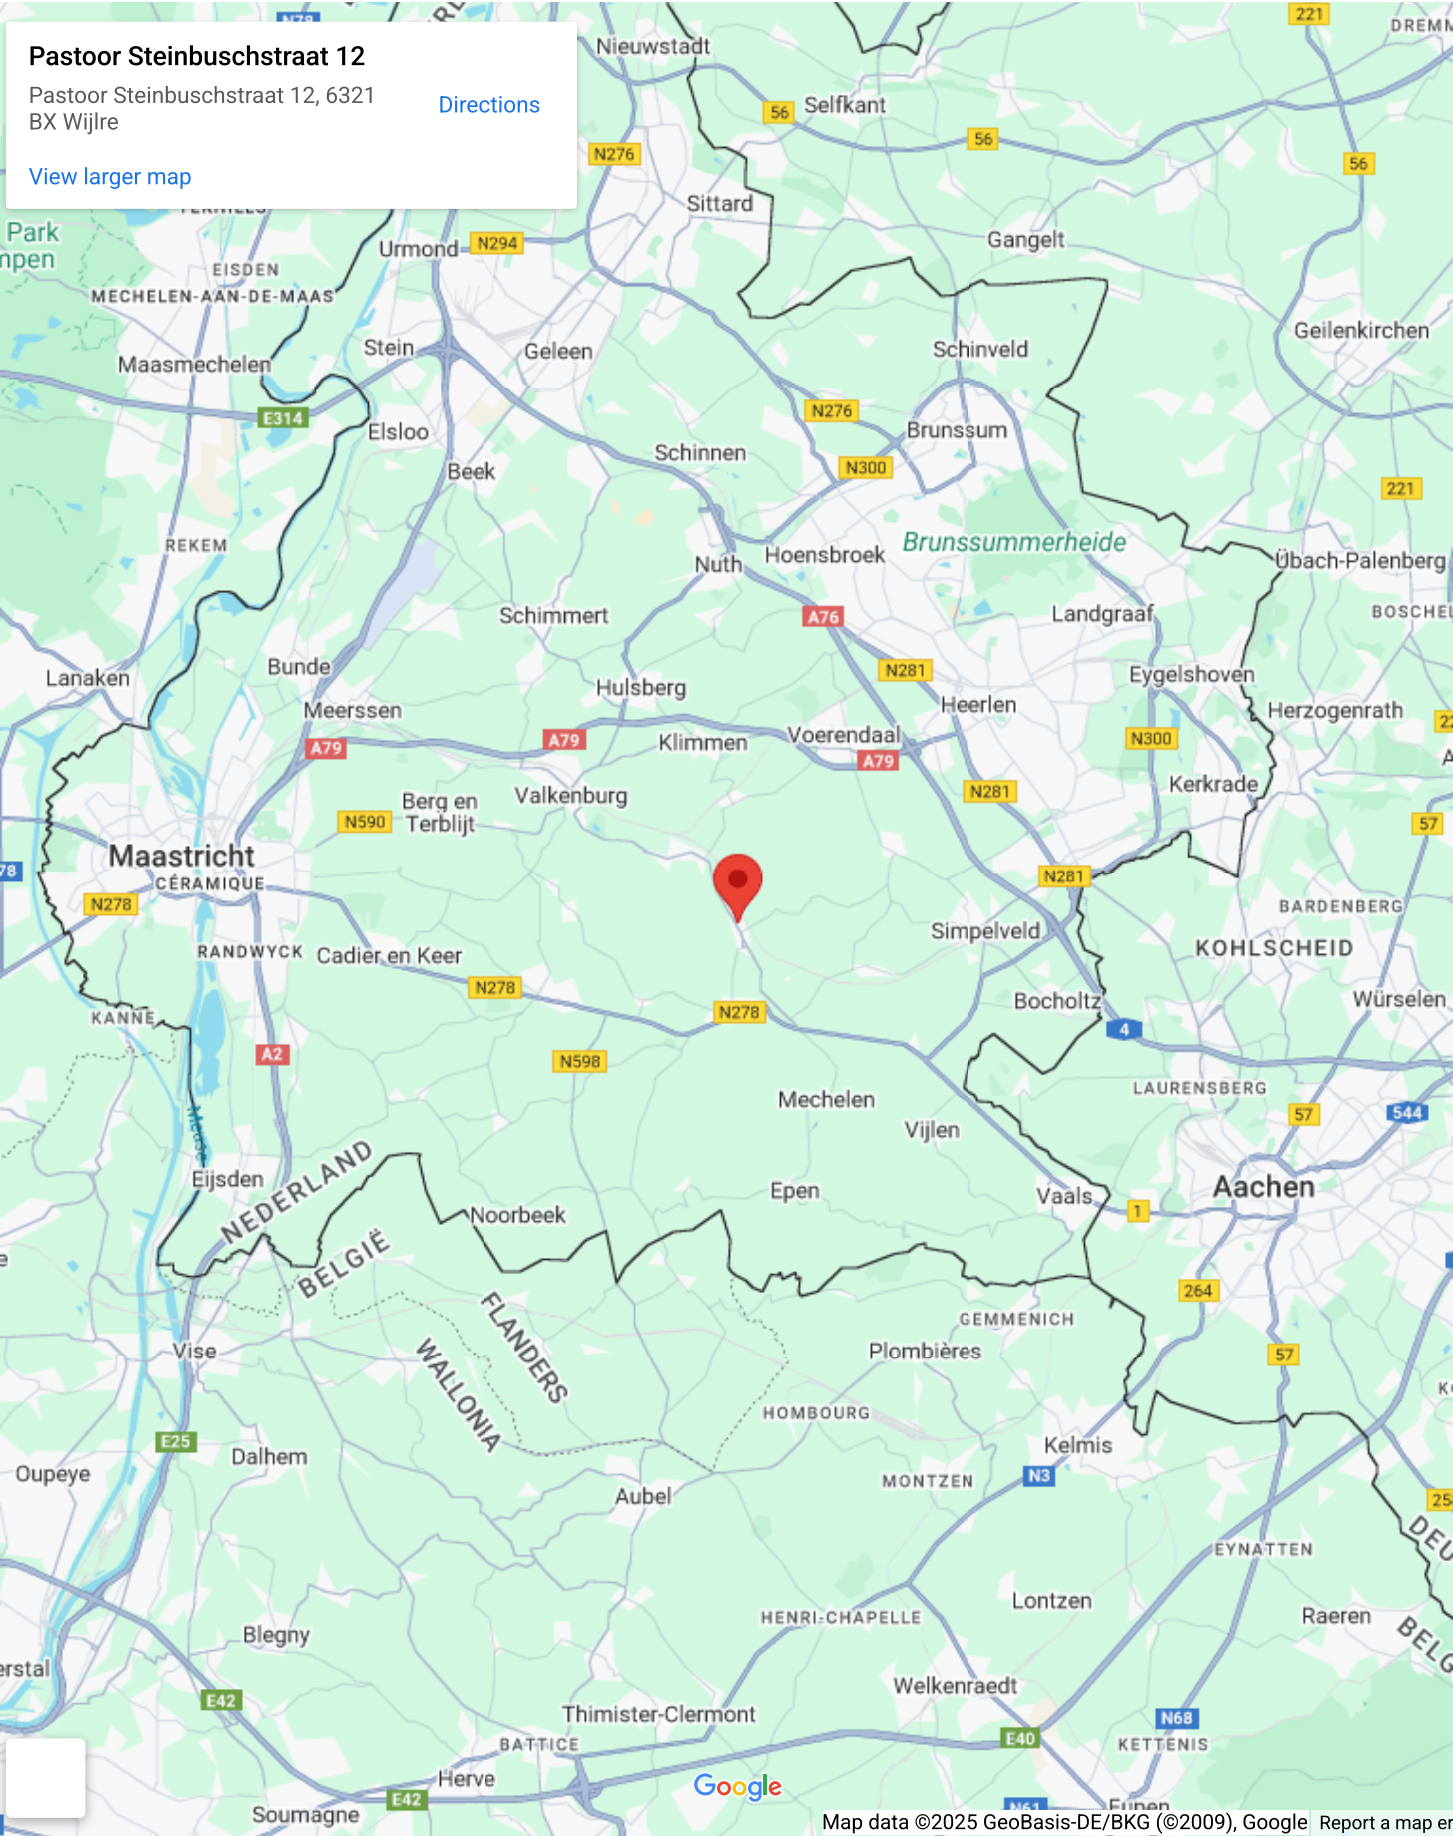 Pastoor Steinbuschstraat 12
Pastoor Steinbuschstraat 12, 6321
BX Wijlre
Directions
View larger map
Nieuwstadt
221
Selfkant
56
56
56
N276
Sittard
Park
Gangelt
Urmond
N294
EISDEN
MECHELEN-AAN-DE-MAAS
Geilenkirchen
Stein
Geleen
Schinveld
Maasmechelen
E314
N276
Elsloo
Brunssum
Beek
Schinnen
N300
221
REKEM
Brunssummerheide
Nuth
Hoensbroek
Übach-Palenberg
Schimmert
A76
Landgraaf
Lanaken
Bunde
N281
Eygelshoven
Hulsberg
Meerssen
Heerlen
Herzogenrath
A79
A79
Klimmen
Voerendaal
A79
N300
Kerkrade
Valkenburg
N281
Berg en
Terblijt
N590
57
Maastricht
CÉRAMIQUE
N278
N281
BARDENBERG
Simpelveld
KOHLSCHEID
RANDWYCK
Cadier en Keer
N278
Bocholtz
Würselen
N278
KANNE
4
A2
N598
LAURENSBERG
Mechelen
57
544
Meuse
Vijlen
Eijsden
NEDERLAND
Epen
Vaals
Aachen
1
Noorbeek
BELGIË
264
FLANDERS
GEMMENICH
Vise
WALLONIA
Plombières
57
HOMBOURG
E25
Kelmis
Dalhem
Oupeye
N3
MONTZEN
Aubel
EYNATTEN
Lontzen
HENRI-CHAPELLE
Raeren
Blegny
Welkenraedt
E42
Thimister-Clermont
N68
BATTICE
E40
KETTENIS
Herve
Google
E42
Soumagne
N61
Eupen
Map data ©2025 GeoBasis-DE/BKG (©2009), Google
Report a map er